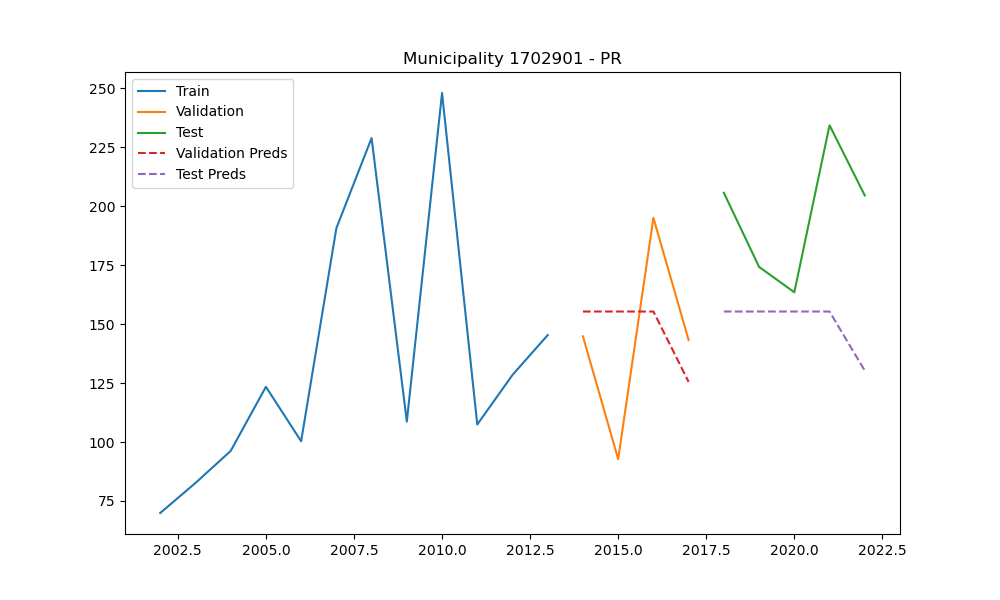 Municipality 1702901 - PR
Train
Validation
Test
Validation Preds
Test Preds
250
225
200
175
150
125
100
75
2002.5 2005.0 2007.5 2010.0 2012.5 2015.0 2017.5 2020.0 2022.5